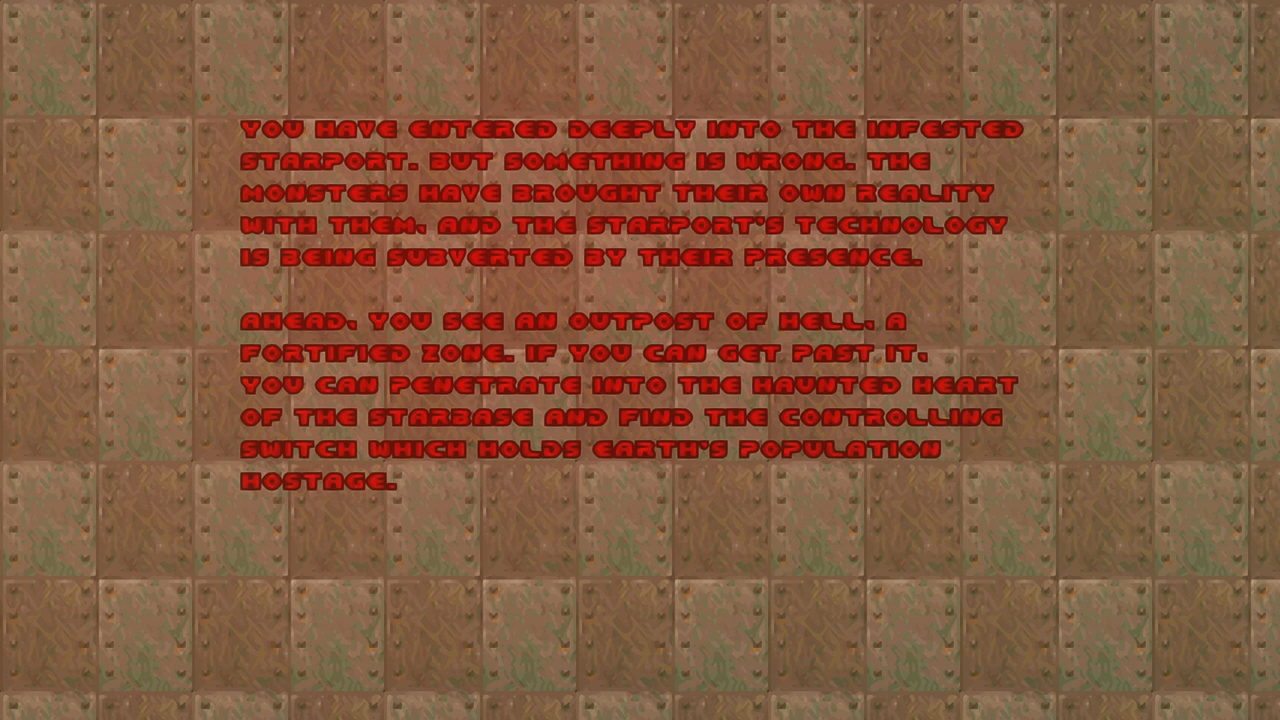 YOU HAVE ENTERED DEEPLY INTO THE INFESTED
STARPORT. BUT SOMETHING IS WRONG. THE
MONSTERS HAVE BROUGHT THEIR OWN REALITY
WITH THEM, AND THE STARPORT'S TECHNOLOGY
IS BEING SUBVERTED BY THEIR PRESENCE.
AHEAD, YOU SEE AN OUTPOST OF HELL, A
FORTIFIED ZONE. IF YOU CAN GET PAST IT,
YOU CAN PENETRATE INTO THE HAUNTED HEART
OF THE STARBASE AND FIND THE CONTROLLING
SWITCH WHICH HOLDS EARTH'S POPULATION
HOSTAGE.